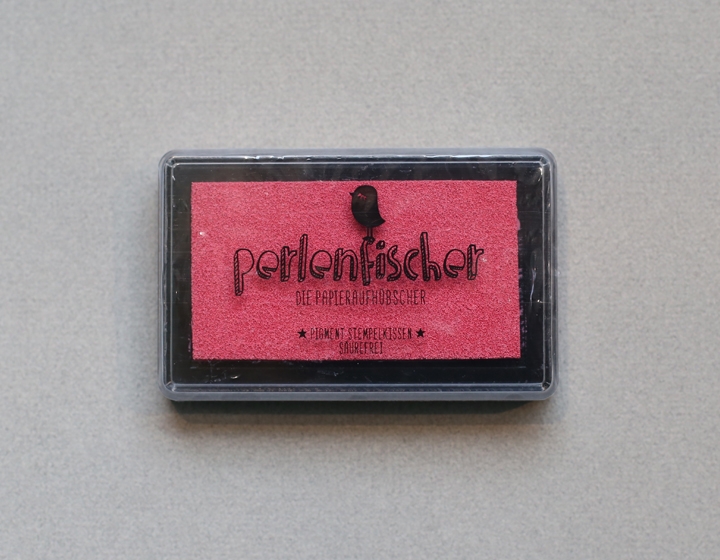 perlenfischer
DIE PAPIERAUFHÜBSCHER
★ PIGMENT STEMPELKISSEN ★
SÄUREFREI